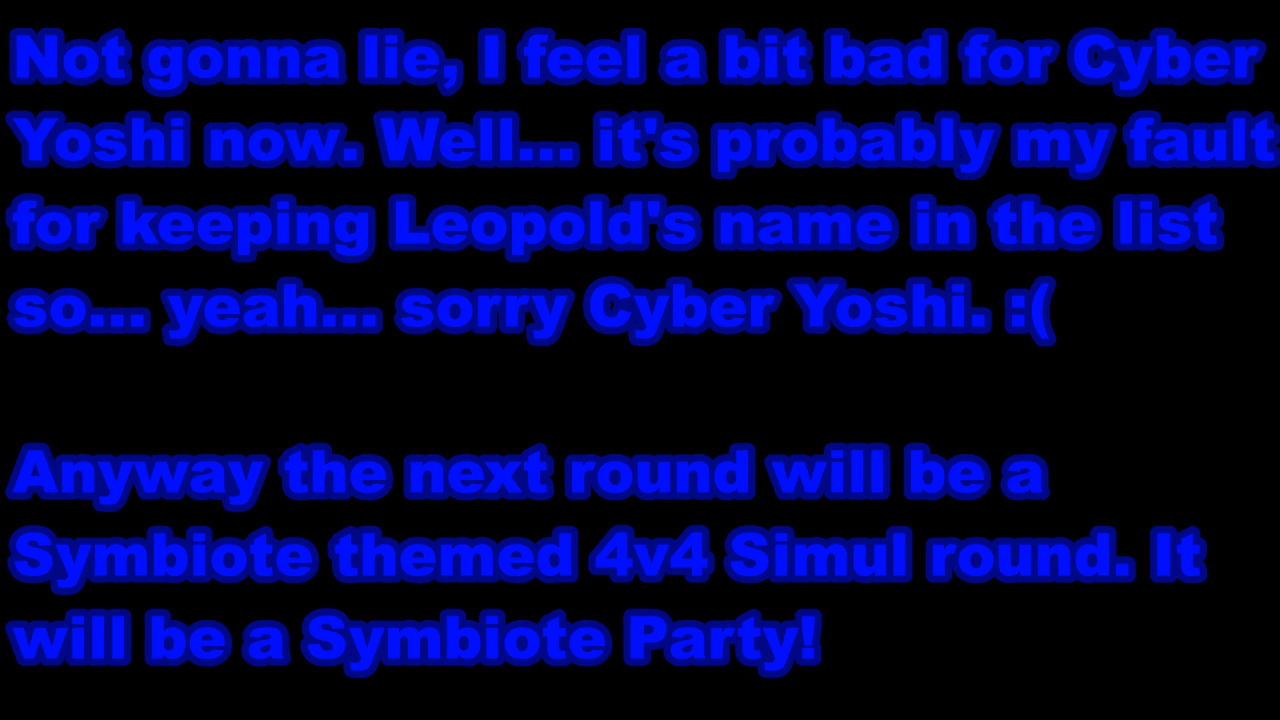 Not gonna lie, I feel a bit bad for Cyber
Yoshi now. Well... it's probably my fault
for keeping Leopold's name in the list
so... yeah... sorry Cyber Yoshi. :(
Anyway the next round will be a
Symbiote themed 4v4 Simul round. It
will be a Symbiote Party!